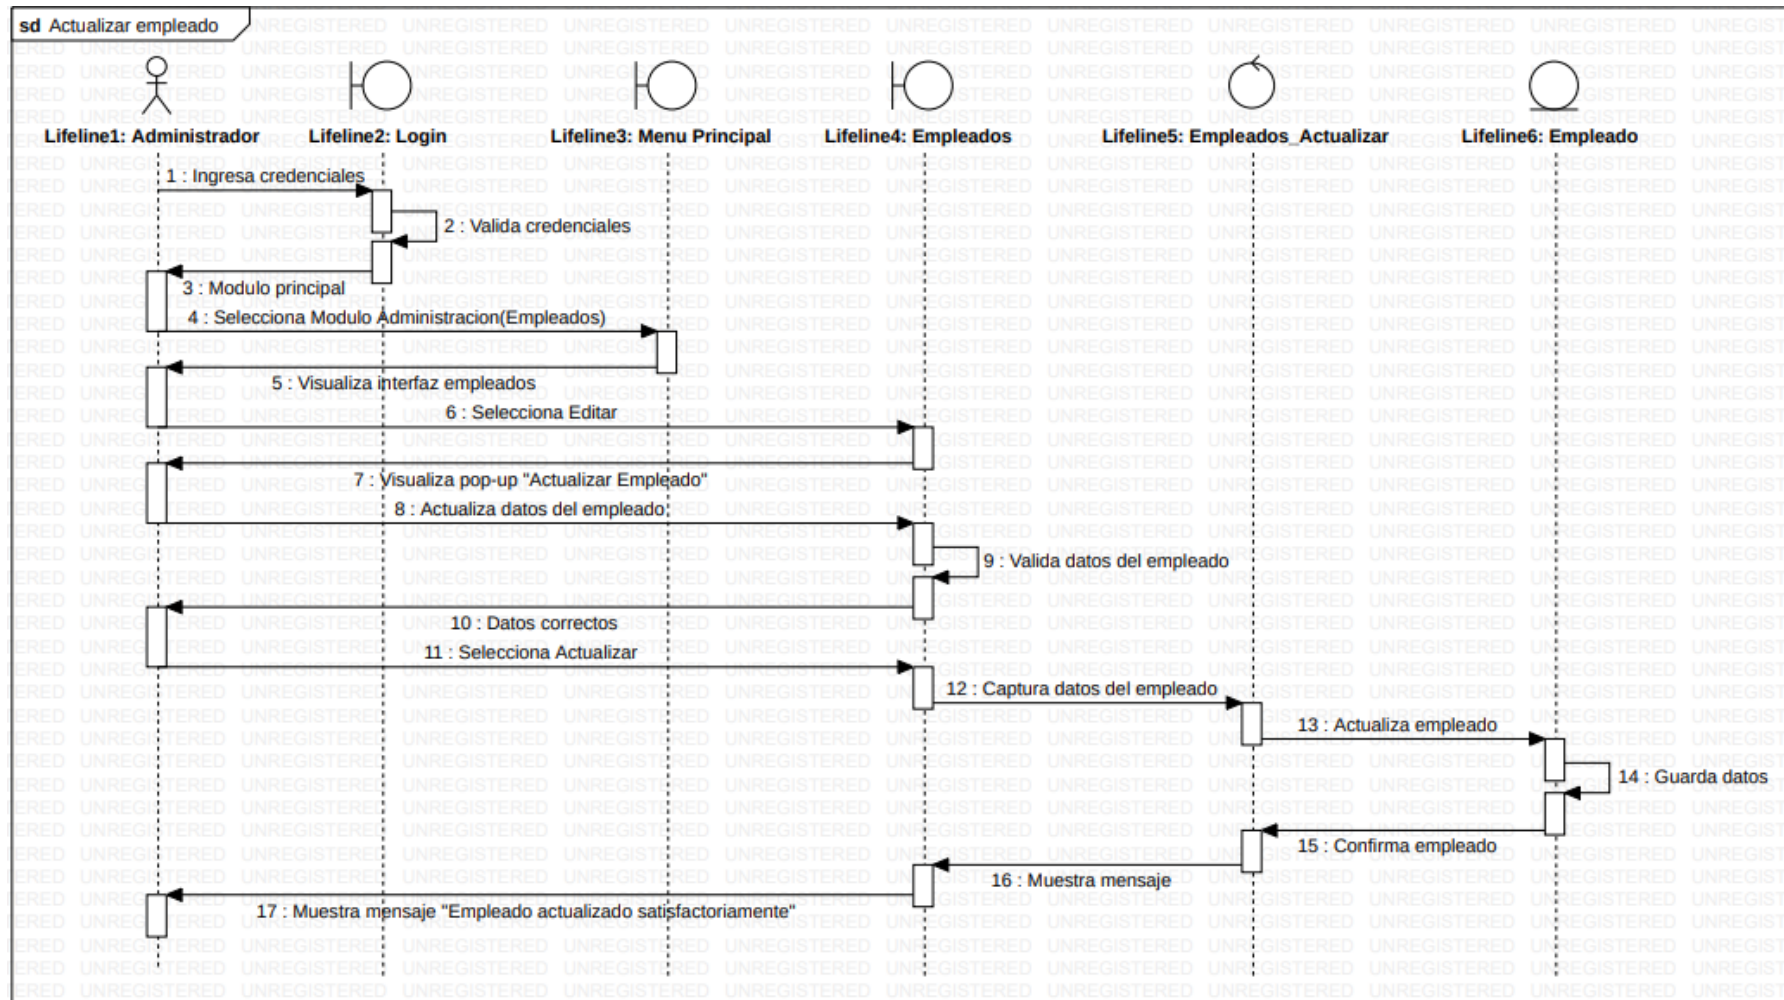 sd Actualizar empleado
Lifeline1: Administrador
Lifeline2: Login
Lifeline3: Menu Principal
Lifeline4: Empleados
Lifeline5: Empleados_Actualizar
Lifeline6: Empleado
1 : Ingresa credenciales
2 : Valida credenciales
3 : Modulo principal
4 : Selecciona Modulo Administracion(Empleados)
5 : Visualiza interfaz empleados
6 : Selecciona Editar
7 : Visualiza pop-up "Actualizar Empleado"
8 : Actualiza datos del empleado
9 : Valida datos del empleado
10 : Datos correctos
11 : Selecciona Actualizar
12 : Captura datos del empleado
13 : Actualiza empleado
14 : Guarda datos
15 : Confirma empleado
16 : Muestra mensaje
17 : Muestra mensaje "Empleado actualizado satisfactoriamente"
UNREGISTERED